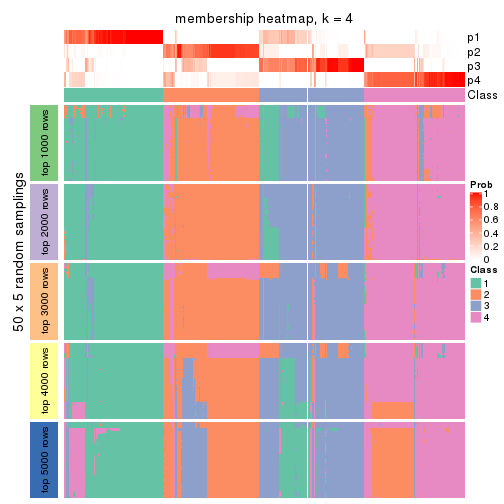 membership heatmap, k = 4
p1
p2
p3
p4
Class
50 x 5 random samplings
top 1000 rows
top 2000 rows
top 3000 rows
top 4000 rows
top 5000 rows
Prob
1
0.8
0.6
0.4
0.2
0
Class
1
2
3
4